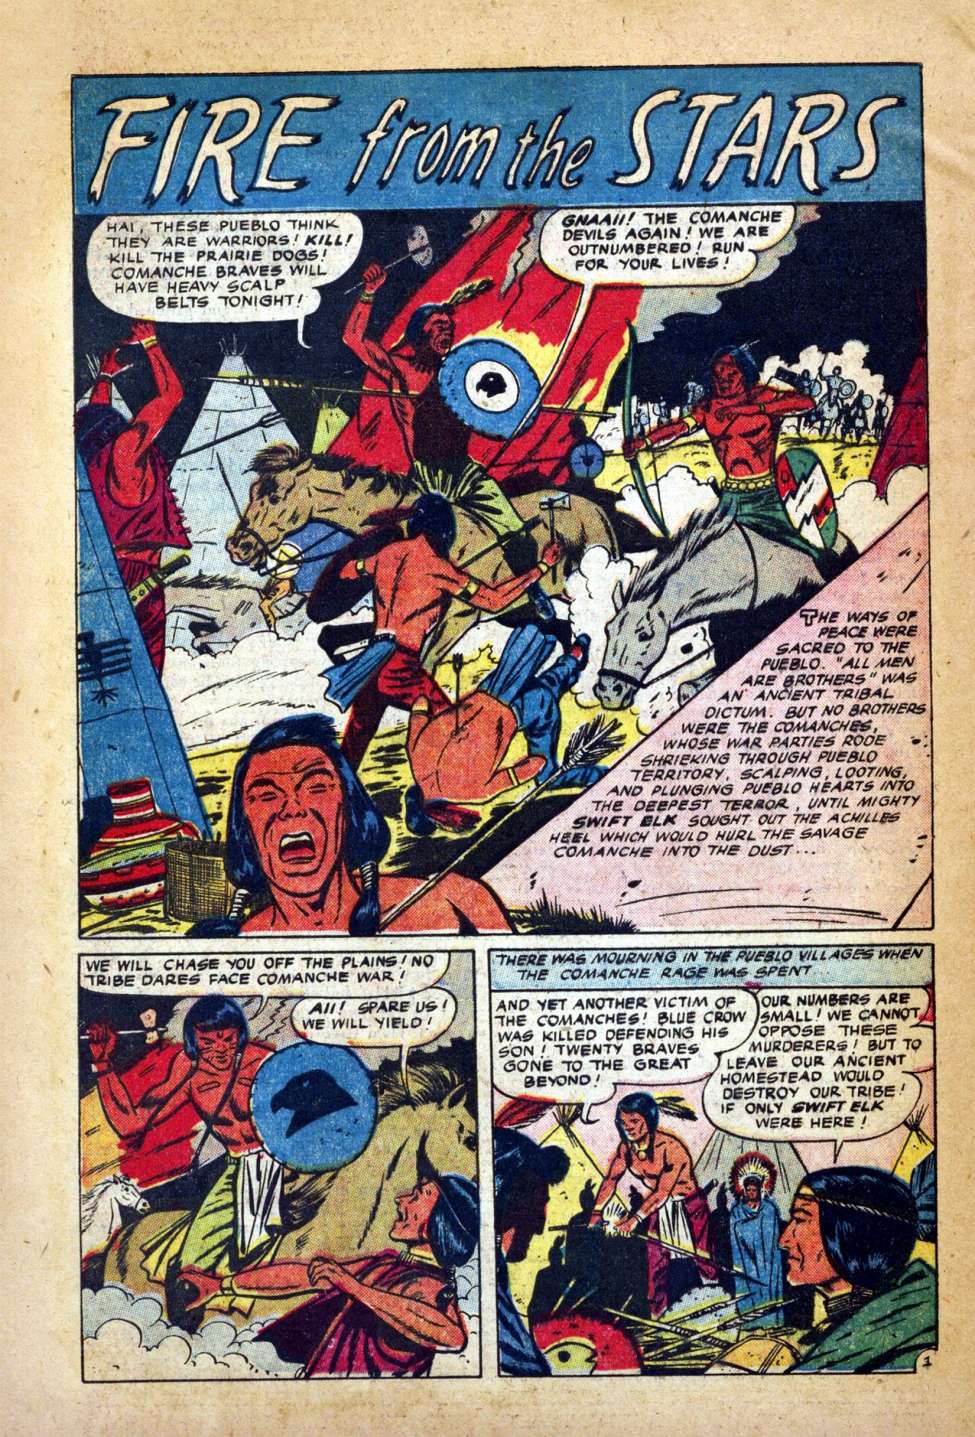 FIRE from the STARS
HAI, THESE PUEBLO THINK
THEY ARE WARRIORS! KILL!
KILL THE PRAIRIE DOGS!
COMANCHE BRAVES WILL
HAVE HEAVY SCALP
BELTS TONIGHT!
GNAAII! THE COMANCHE
DEVILS AGAIN! WE ARE
OUTNUMBERED! RUN
FOR YOUR LIVES!
THE WAYS OF
PEACE WERE
SACRED TO THE
PUEBLO. "ALL MEN
ARE BROTHERS" WAS
AN ANCIENT TRIBAL
DICTUM. BUT NO BROTHERS
WERE THE COMANCHES,
WHOSE WAR PARTIES RODE
SHRIEKING THROUGH PUEBLO
TERRITORY, SCALPING, LOOTING,
AND PLUNGING PUEBLO HEARTS INTO
THE DEEPEST TERROR, UNTIL MIGHTY
SWIFT ELK SOUGHT OUT THE ACHILLES
HEEL WHICH WOULD HURL THE SAVAGE
COMANCHE INTO THE DUST...
WE WILL CHASE YOU OFF THE PLAINS! NO
TRIBE DARES FACE COMANCHE WAR!
AII! SPARE US!
WE WILL YIELD!
THERE WAS MOURNING IN THE PUEBLO VILLAGES WHEN
THE COMANCHE RAGE WAS SPENT...
AND YET ANOTHER VICTIM OF
THE COMANCHES! BLUE CROW
WAS KILLED DEFENDING HIS
SON! TWENTY BRAVES
GONE TO THE GREAT
BEYOND!
OUR NUMBERS ARE
SMALL! WE CANNOT
OPPOSE THESE
MURDERERS! BUT TO
LEAVE OUR ANCIENT
HOMESTEAD WOULD
DESTROY OUR TRIBE!
IF ONLY SWIFT ELK
WERE HERE!
1